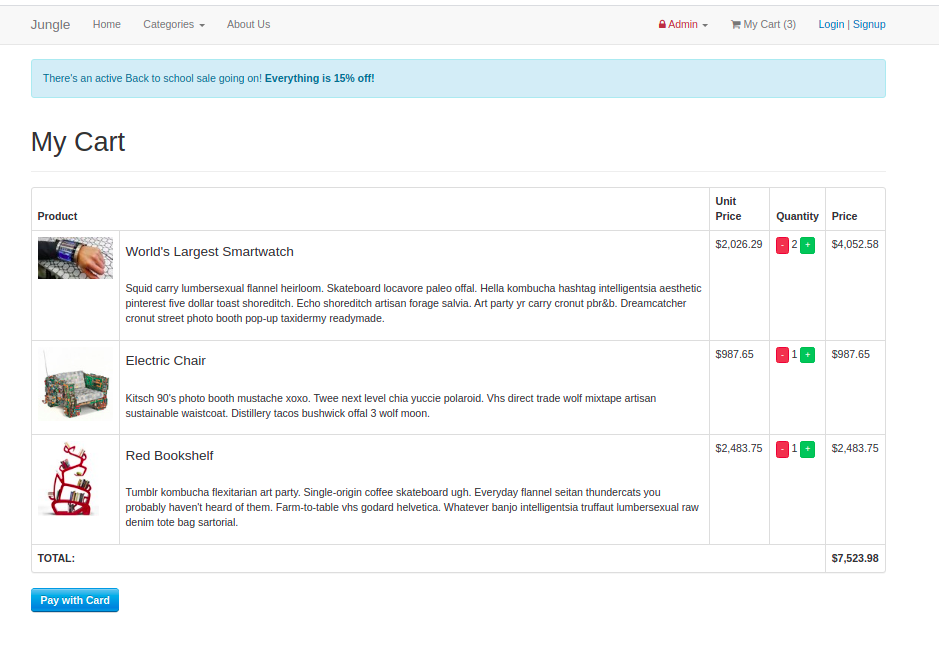 Jungle Home Categories About Us Admin My Cart (3) Login | Signup
There's an active Back to school sale going on! Everything is 15% off!
My Cart
Product Unit Price Quantity Price
World's Largest Smartwatch $2,026.29 - 2 + $4,052.58
Squid carry lumbersexual flannel heirloom. Skateboard locavore paleo offal. Hella kombucha hashtag intelligentsia aesthetic
pinterest five dollar toast shoreditch. Echo shoreditch artisan forage salvia. Art party yr carry cronut pbr&b. Dreamcatcher
cronut street photo booth pop-up taxidermy readymade.
Electric Chair $987.65 - 1 + $987.65
Kitsch 90's photo booth mustache xoxo. Twee next level chia yuccie polaroid. Vhs direct trade wolf mixtape artisan
sustainable waistcoat. Distillery tacos bushwick offal 3 wolf moon.
Red Bookshelf $2,483.75 - 1 + $2,483.75
Tumblr kombucha flexitarian art party. Single-origin coffee skateboard ugh. Everyday flannel seitan thundercats you
probably haven't heard of them. Farm-to-table vhs godard helvetica. Whatever banjo intelligentsia truffaut lumbersexual raw
denim tote bag sartorial.
TOTAL: $7,523.98
Pay with Card